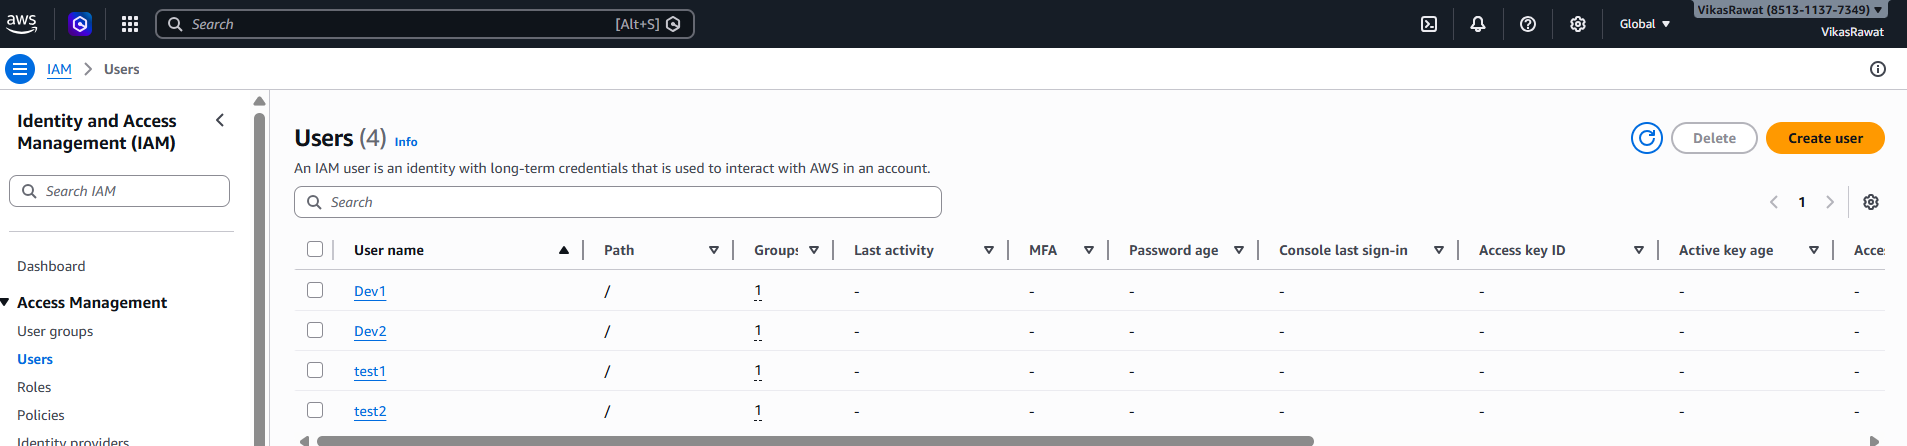 aws
Search [Alt+S]
Global
VikasRawat (8513-1137-7349)
VikasRawat
IAM > Users
Identity and Access
Management (IAM)
Search IAM
Dashboard
Access Management
User groups
Users
Roles
Policies
Identity providers
Users (4) Info
Delete
Create user
An IAM user is an identity with long-term credentials that is used to interact with AWS in an account.
Search
1
User name Path Groups Last activity MFA Password age Console last sign-in Access key ID Active key age Acces
Dev1 / 1 - - - - - - -
Dev2 / 1 - - - - - - -
test1 / 1 - - - - - - -
test2 / 1 - - - - - - -